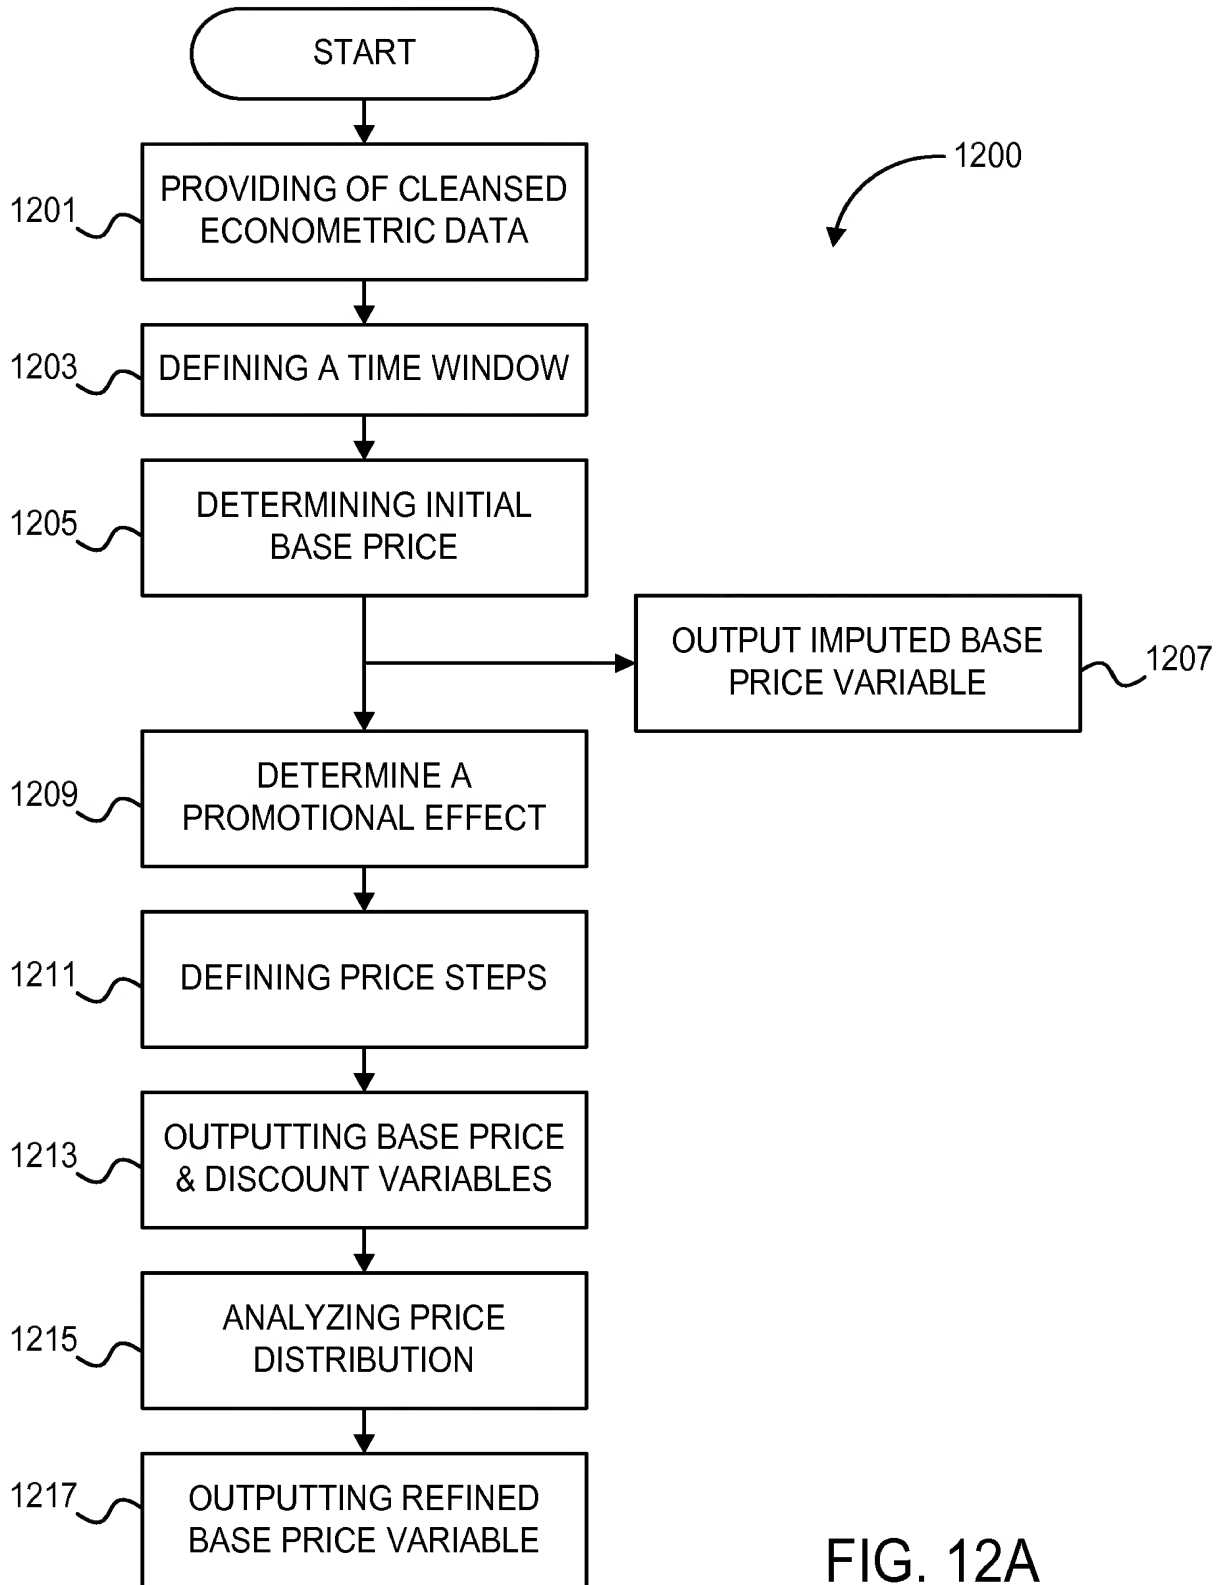 START
1200
1201
PROVIDING OF CLEANSED
ECONOMETRIC DATA
1203
DEFINING A TIME WINDOW
1205
DETERMINING INITIAL
BASE PRICE
OUTPUT IMPUTED BASE
PRICE VARIABLE
1207
1209
DETERMINE A
PROMOTIONAL EFFECT
1211
DEFINING PRICE STEPS
1213
OUTPUTTING BASE PRICE
& DISCOUNT VARIABLES
1215
ANALYZING PRICE
DISTRIBUTION
1217
OUTPUTTING REFINED
BASE PRICE VARIABLE
FIG. 12A